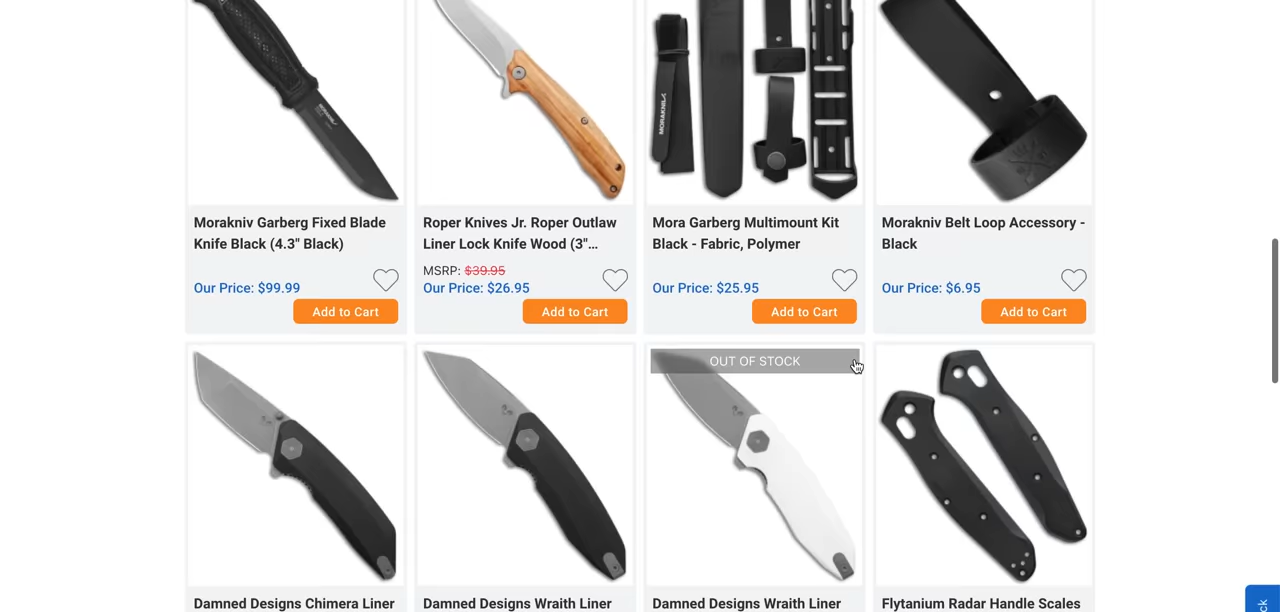 MORAKNIV
Morakniv Garberg Fixed Blade
Knife Black (4.3" Black)
Our Price: $99.99
Add to Cart
Roper Knives Jr. Roper Outlaw
Liner Lock Knife Wood (3"...
MSRP: $39.95
Our Price: $26.95
Add to Cart
MORAKNIV
Mora Garberg Multimount Kit
Black - Fabric, Polymer
Our Price: $25.95
Add to Cart
Morakniv Belt Loop Accessory -
Black
Our Price: $6.95
Add to Cart
Damned Designs Chimera Liner
Damned Designs Wraith Liner
OUT OF STOCK
Damned Designs Wraith Liner
Flytanium Radar Handle Scales